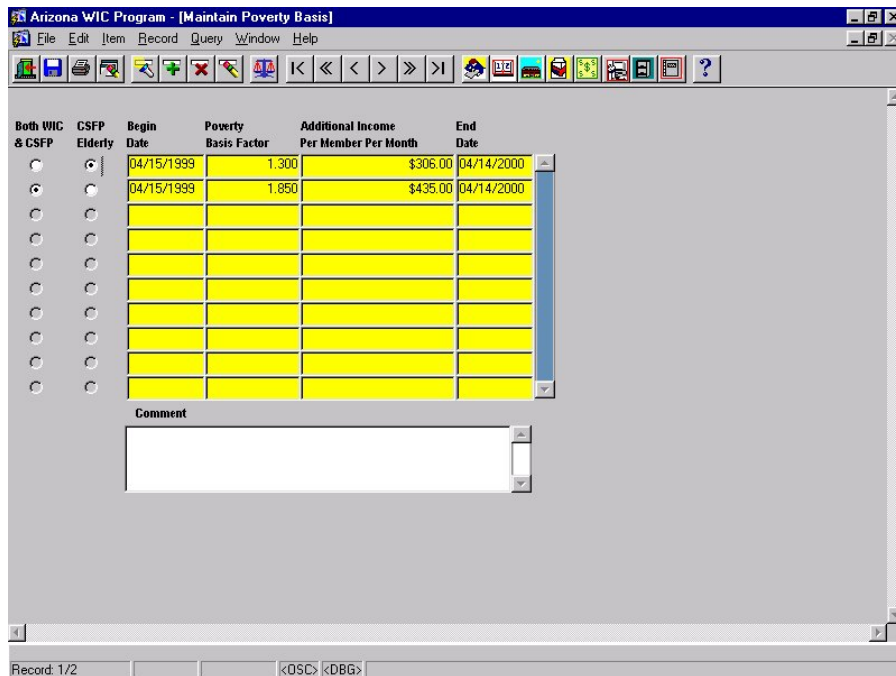 Arizona WIC Program - [Maintain Poverty Basis]
File Edit Item Record Query Window Help
Both WIC & CSFP CSFP Elderly Begin Date Poverty Basis Factor Additional Income Per Member Per Month End Date
04/15/1999 1.300 $306.00 04/14/2000
04/15/1999 1.850 $435.00 04/14/2000
Comment
Record: 1/2 <OSC> <DBG>